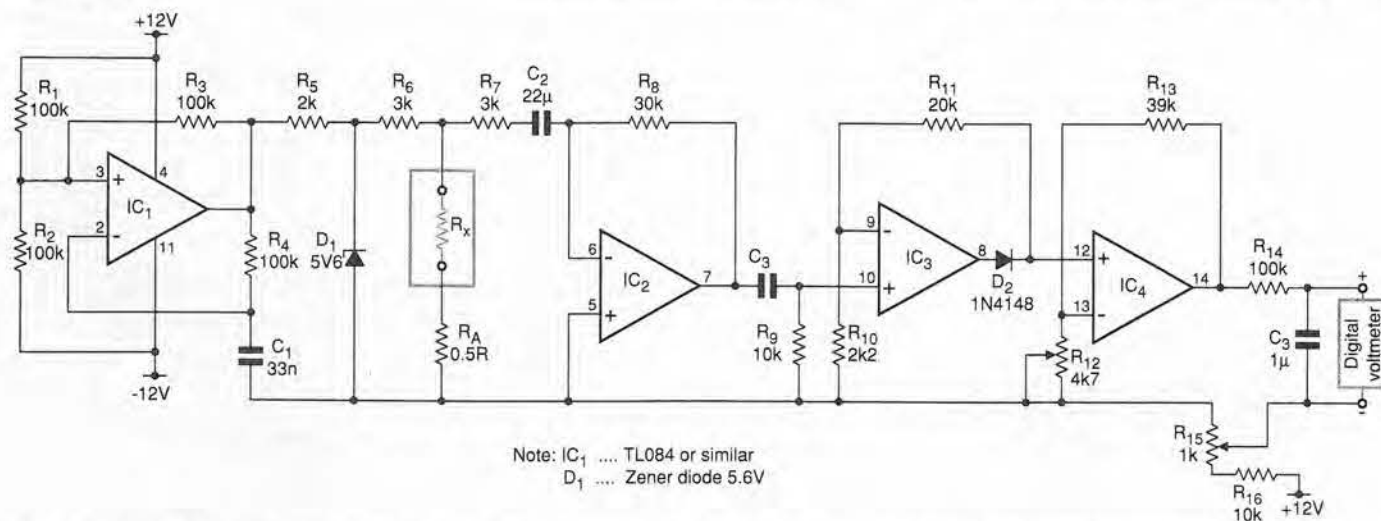 +12V
R1
100k
R3
100k
R5
2k
R6
3k
R7
3k
C2
22μ
R8
30k
R11
20k
R13
39k
3
+
4
IC1
2
-
11
R2
100k
R4
100k
D1
5V6
Rx
6
-
IC2
7
5
+
C3
9
-
IC3
8
10
+
D2
1N4148
12
+
IC4
14
13
-
R14
100k
+
C1
33n
RA
0.5R
R9
10k
R10
2k2
R12
4k7
C3
1μ
Digital
voltmeter
-
-12V
R15
1k
R16
10k
+12V
Note: IC1 .... TL084 or similar
D1 .... Zener diode 5.6V